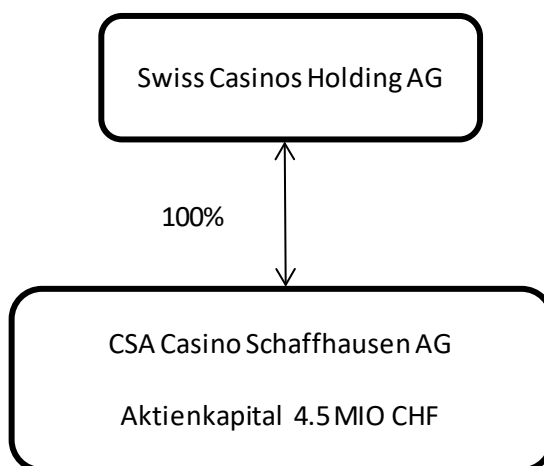 Swiss Casinos Holding AG
100%
CSA Casino Schaffhausen AG
Aktienkapital 4.5 MIO CHF